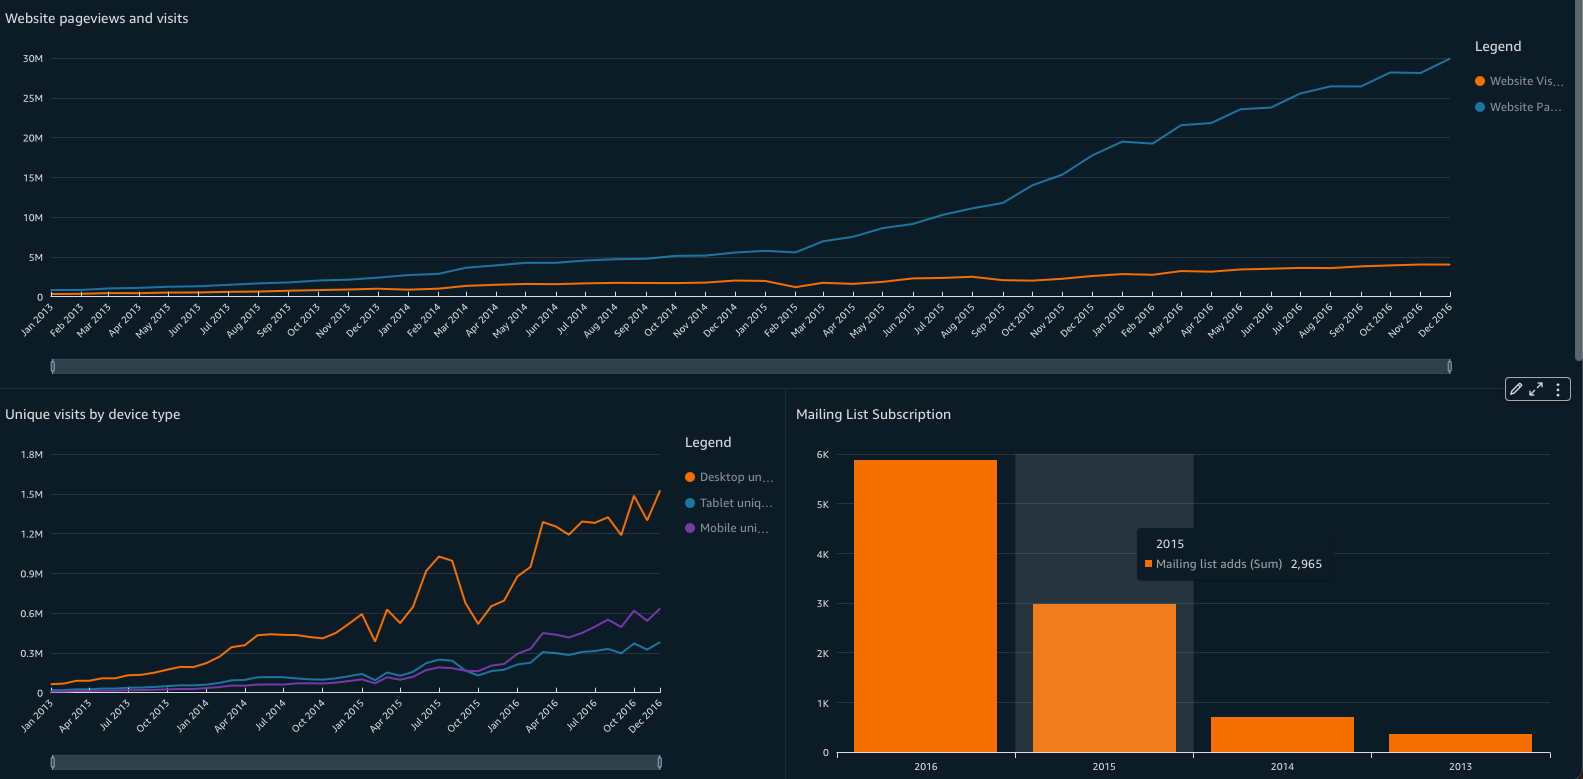 Website pageviews and visits
Legend
Website Vis...
Website Pa...
30M
25M
20M
15M
10M
5M
0
Jan 2013
Feb 2013
Mar 2013
Apr 2013
May 2013
Jun 2013
Jul 2013
Aug 2013
Sep 2013
Oct 2013
Nov 2013
Dec 2013
Jan 2014
Feb 2014
Mar 2014
Apr 2014
May 2014
Jun 2014
Jul 2014
Aug 2014
Sep 2014
Oct 2014
Nov 2014
Dec 2014
Jan 2015
Feb 2015
Mar 2015
Apr 2015
May 2015
Jun 2015
Jul 2015
Aug 2015
Sep 2015
Oct 2015
Nov 2015
Dec 2015
Jan 2016
Feb 2016
Mar 2016
Apr 2016
May 2016
Jun 2016
Jul 2016
Aug 2016
Sep 2016
Oct 2016
Nov 2016
Dec 2016
Unique visits by device type
Legend
Desktop un...
Tablet uniq...
Mobile uni...
1.8M
1.5M
1.2M
0.9M
0.6M
0.3M
0
Jan 2013
Apr 2013
Jul 2013
Oct 2013
Jan 2014
Apr 2014
Jul 2014
Oct 2014
Jan 2015
Apr 2015
Jul 2015
Oct 2015
Jan 2016
Apr 2016
Jul 2016
Oct 2016
Dec 2016
Mailing List Subscription
6K
5K
4K
3K
2K
1K
0
2015
Mailing list adds (Sum) 2,965
2016
2015
2014
2013